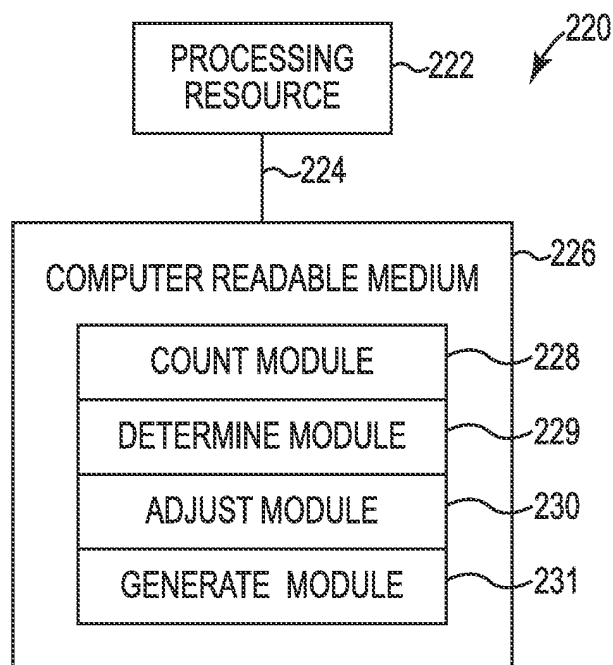 220
PROCESSING
RESOURCE
222
224
226
COMPUTER READABLE MEDIUM
COUNT MODULE
228
DETERMINE MODULE
229
ADJUST MODULE
230
GENERATE MODULE
231